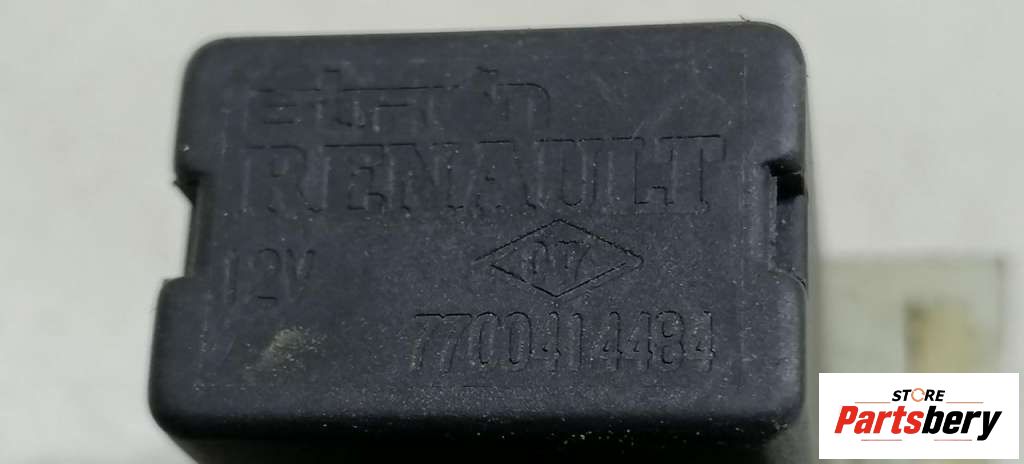 RENAULT
12V
7700414484
STORE
Partsbery